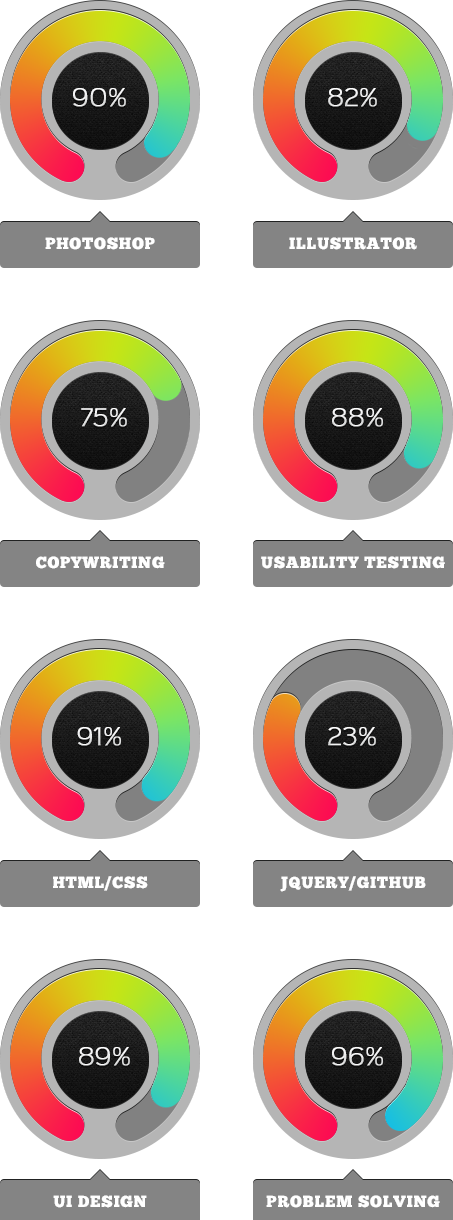 90%
82%
PHOTOSHOP
ILLUSTRATOR
75%
88%
COPYWRITING
USABILITY TESTING
91%
23%
HTML/CSS
JQUERY/GITHUB
89%
96%
UI DESIGN
PROBLEM SOLVING